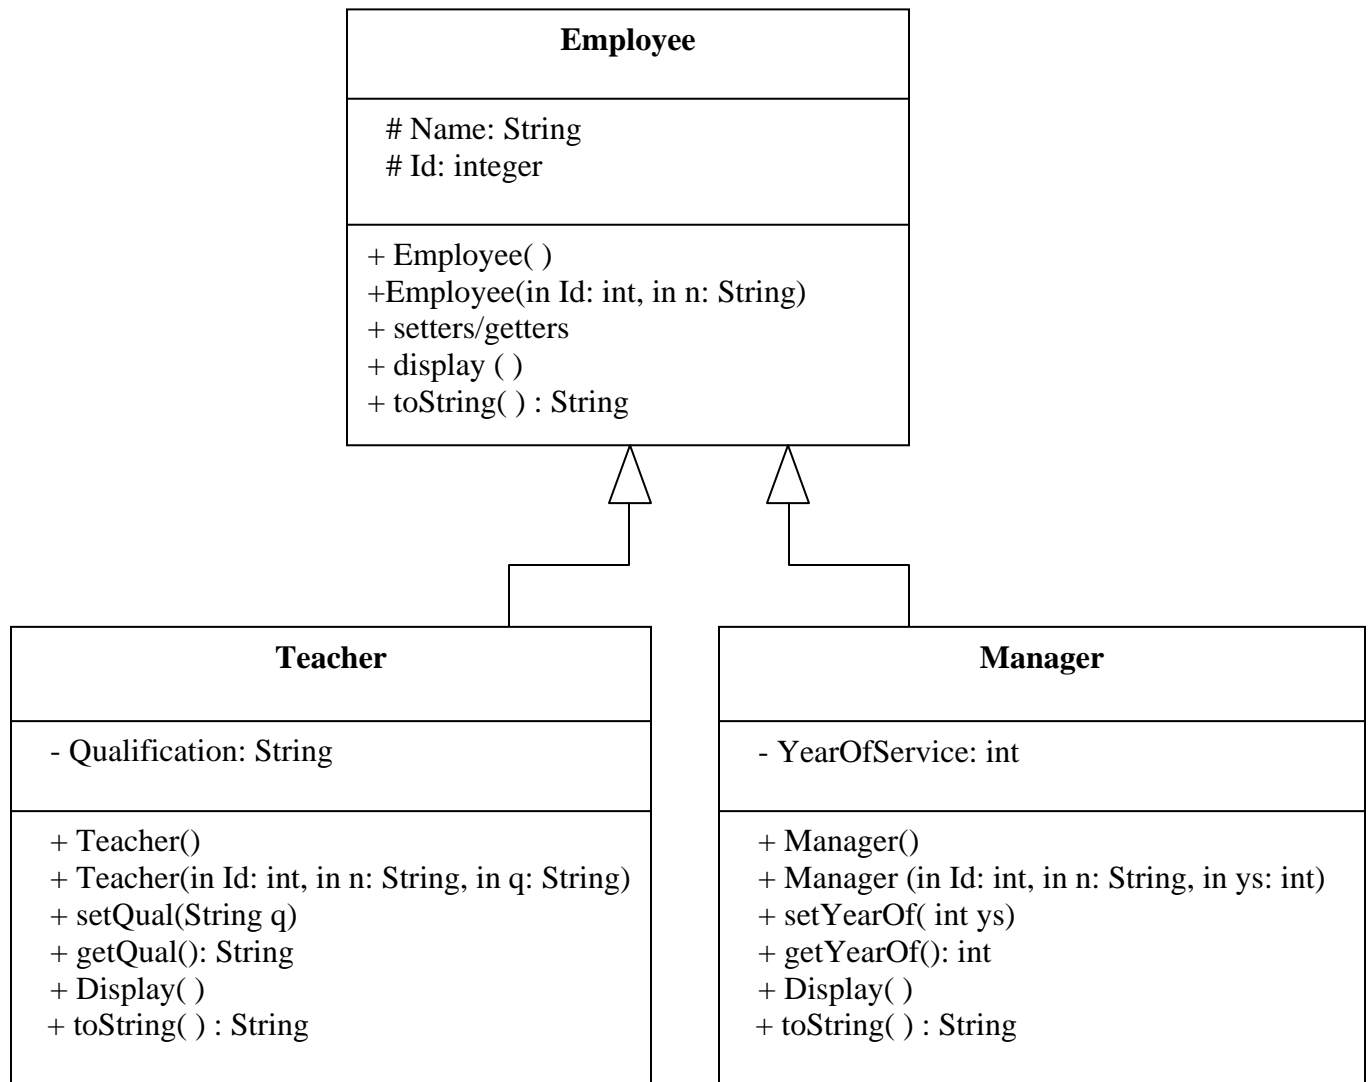 Employee
# Name: String
# Id: integer
+ Employee( )
+Employee(in Id: int, in n: String)
+ setters/getters
+ display ( )
+ toString( ) : String
Teacher
- Qualification: String
+ Teacher()
+ Teacher(in Id: int, in n: String, in q: String)
+ setQual(String q)
+ getQual(): String
+ Display( )
+ toString( ) : String
Manager
- YearOfService: int
+ Manager()
+ Manager (in Id: int, in n: String, in ys: int)
+ setYearOf( int ys)
+ getYearOf(): int
+ Display( )
+ toString( ) : String